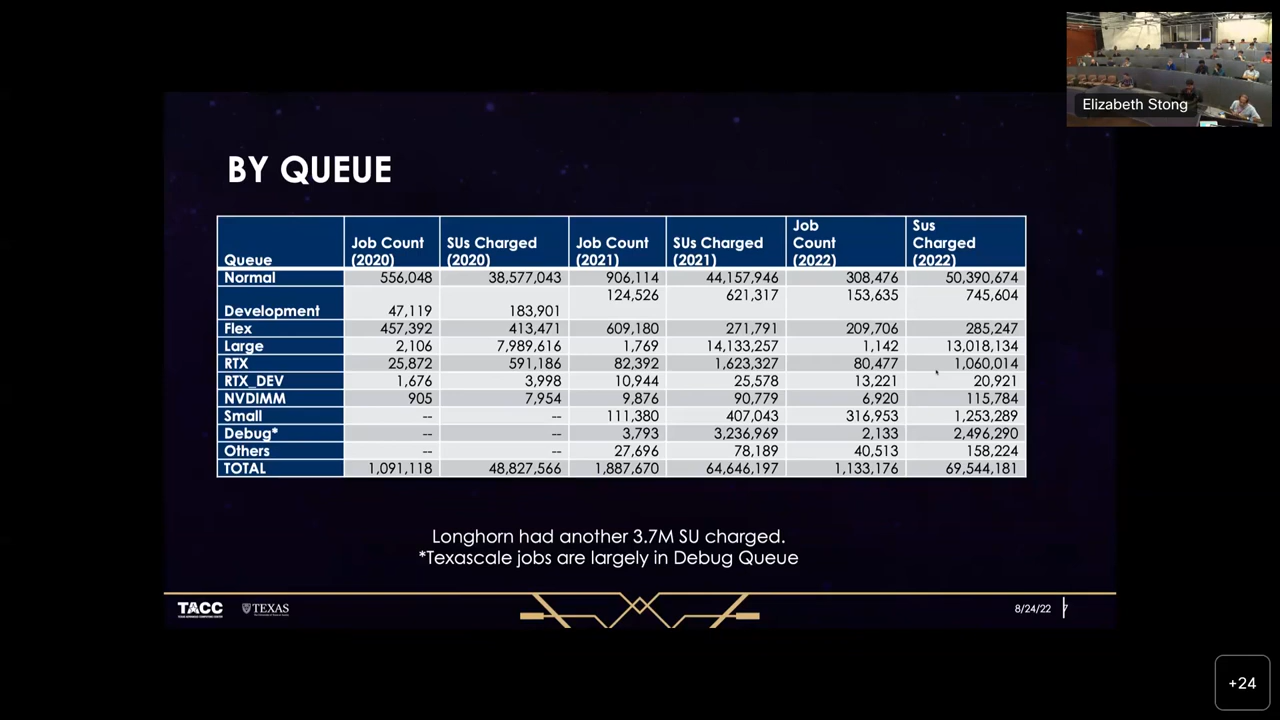 Elizabeth Stong
BY QUEUE
Queue Job Count (2020) SUs Charged (2020) Job Count (2021) SUs Charged (2021) Job Count (2022) Sus Charged (2022)
Normal 556,048 38,577,043 906,114 44,157,946 308,476 50,390,674
Development 47,119 183,901 124,526 621,317 153,635 745,604
Flex 457,392 413,471 609,180 271,791 209,706 285,247
Large 2,106 7,989,616 1,769 14,133,257 1,142 13,018,134
RTX 25,872 591,186 82,392 1,623,327 80,477 1,060,014
RTX_DEV 1,676 3,998 10,944 25,578 13,221 20,921
NVDIMM 905 7,954 9,876 90,779 6,920 115,784
Small -- -- 111,380 407,043 316,953 1,253,289
Debug* -- -- 3,793 3,236,969 2,133 2,496,290
Others -- -- 27,696 78,189 40,513 158,224
TOTAL 1,091,118 48,827,566 1,887,670 64,646,197 1,133,176 69,544,181
Longhorn had another 3.7M SU charged.
*Texascale jobs are largely in Debug Queue
TACC
TEXAS
8/24/22 7
+24